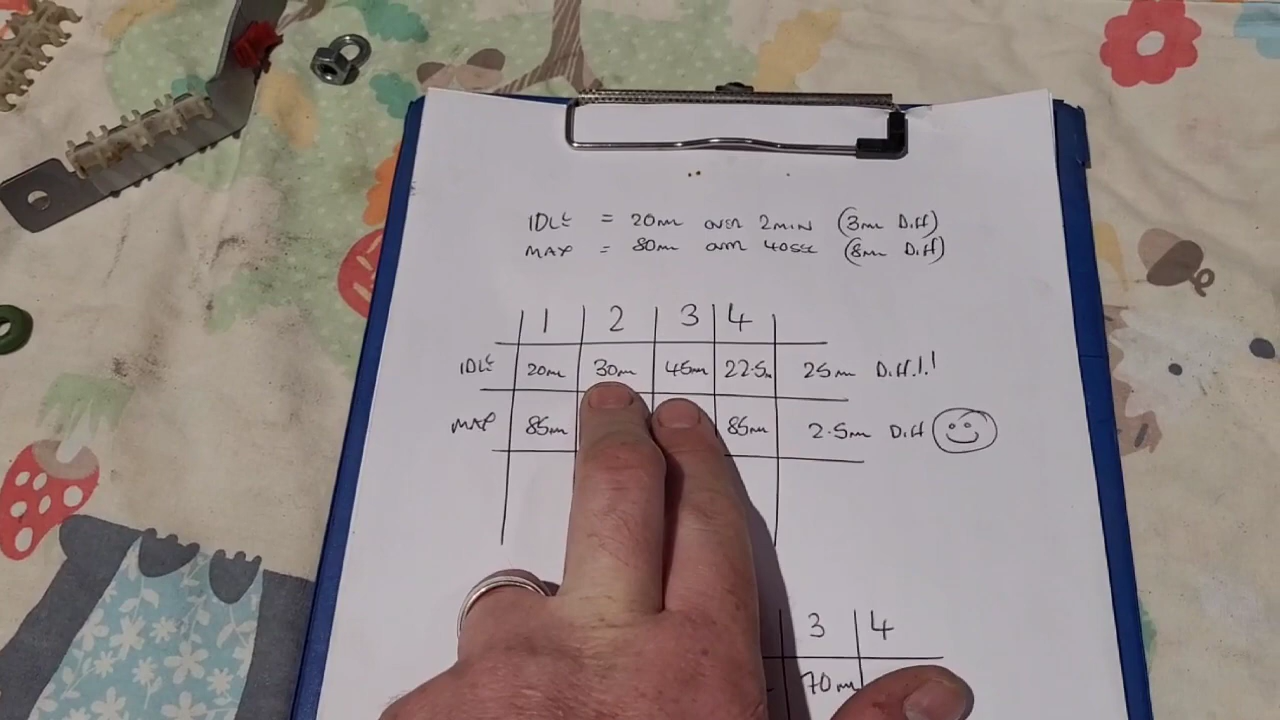 IDLE = 20ml over 2MIN (3ml Diff)
MAX = 80ml over 40sec (8ml Diff)
1 2 3 4
IDLE 20ml 30ml 45ml 22.5ml 25ml Diff!!
MAX 85ml 85ml 2.5ml Diff
3 4
70ml